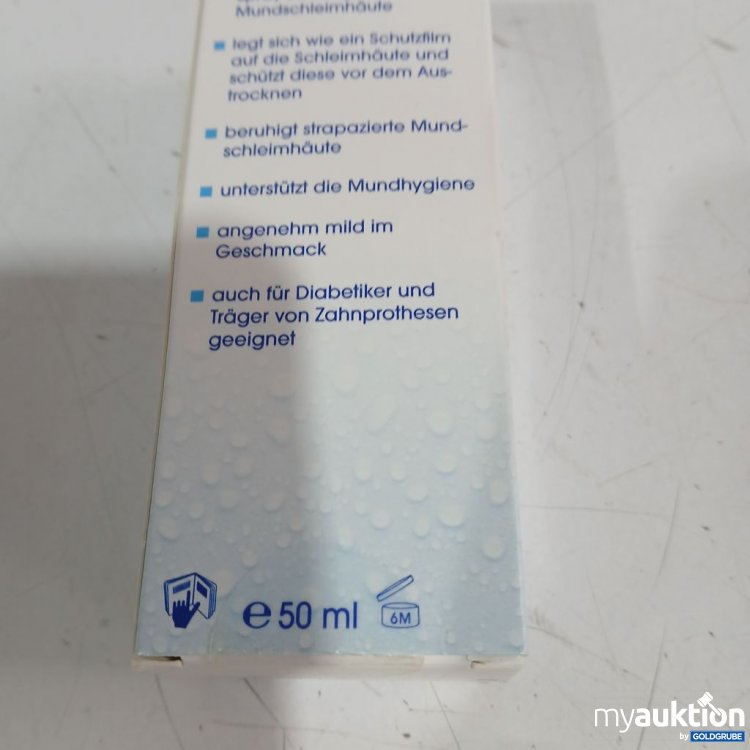 Mundschleimhäute
legt sich wie ein Schutzfilm
auf die Schleimhäute und
schützt diese vor dem Aus-
trocknen
beruhigt strapazierte Mund-
schleimhäute
unterstützt die Mundhygiene
angenehm mild im
Geschmack
auch für Diabetiker und
Träger von Zahnprothesen
geeignet
℮ 50 ml
6M
myauktion
by GOLDGRUBE